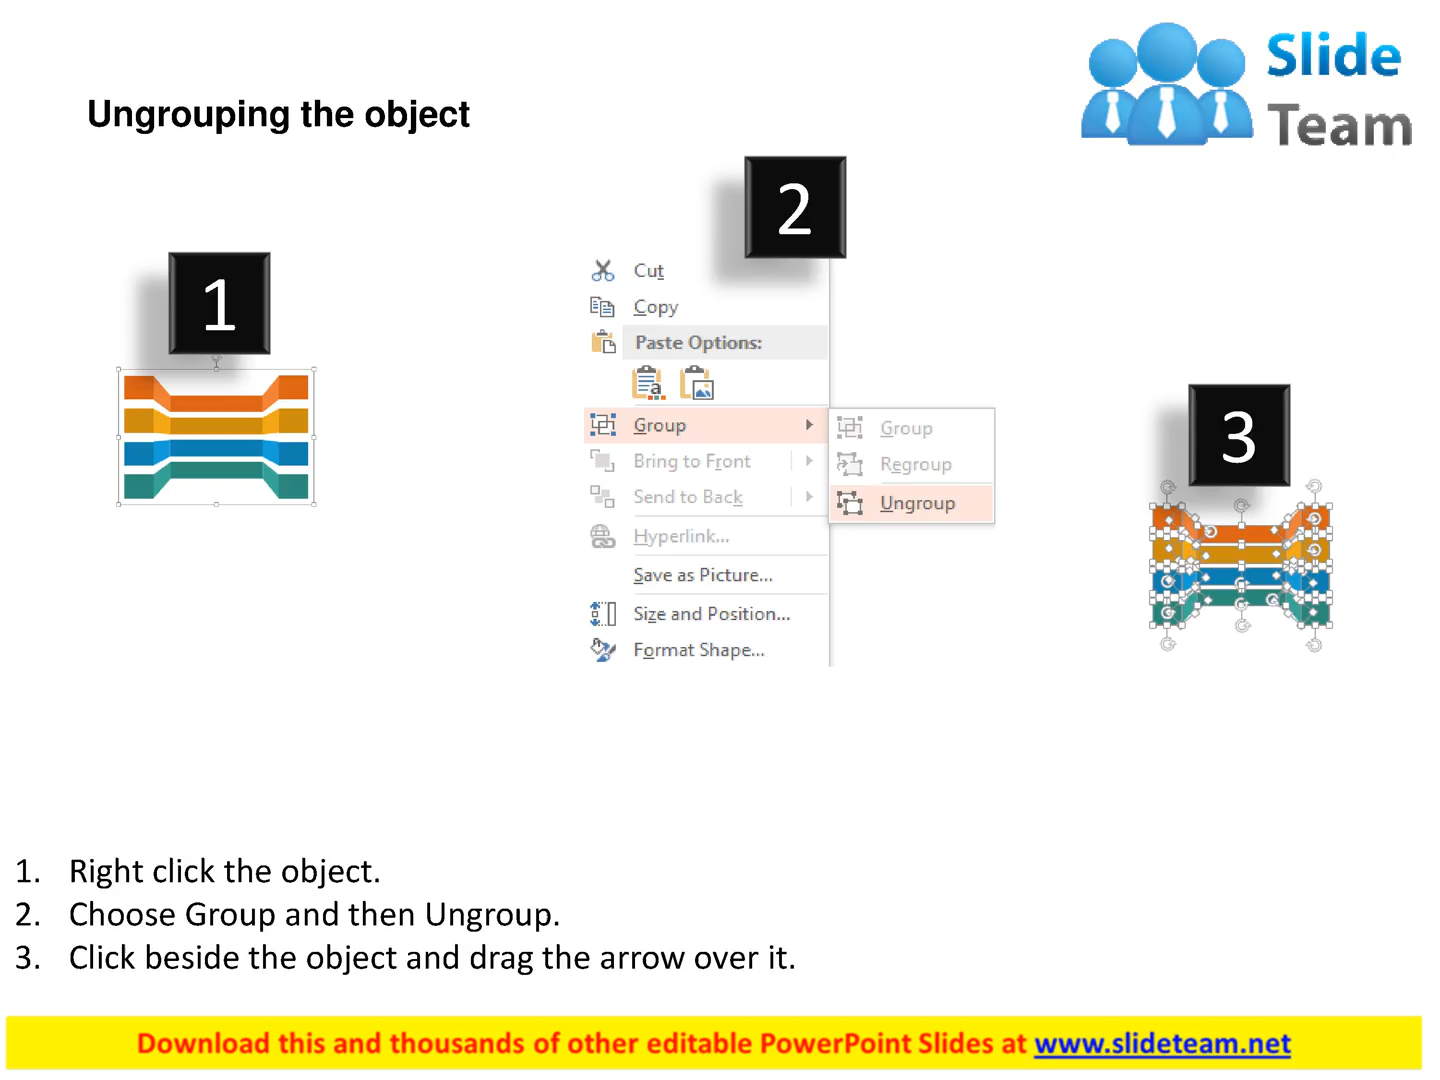 Slide
Team
Ungrouping the object
1
2
3
Cut
Copy
Paste Options:
Group
Bring to Front
Send to Back
Hyperlink...
Save as Picture...
Size and Position...
Format Shape...
Group
Regroup
Ungroup
1. Right click the object.
2. Choose Group and then Ungroup.
3. Click beside the object and drag the arrow over it.
Download this and thousands of other editable PowerPoint Slides at www.slideteam.net